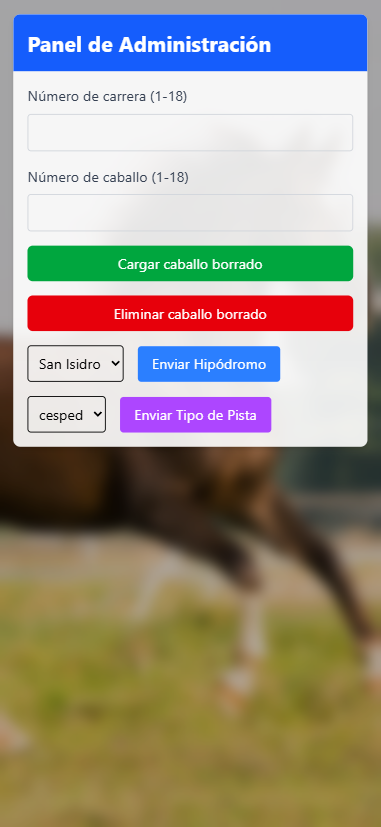 Panel de Administración
Número de carrera (1-18)
Número de caballo (1-18)
Cargar caballo borrado
Eliminar caballo borrado
San Isidro Enviar Hipódromo
cesped Enviar Tipo de Pista